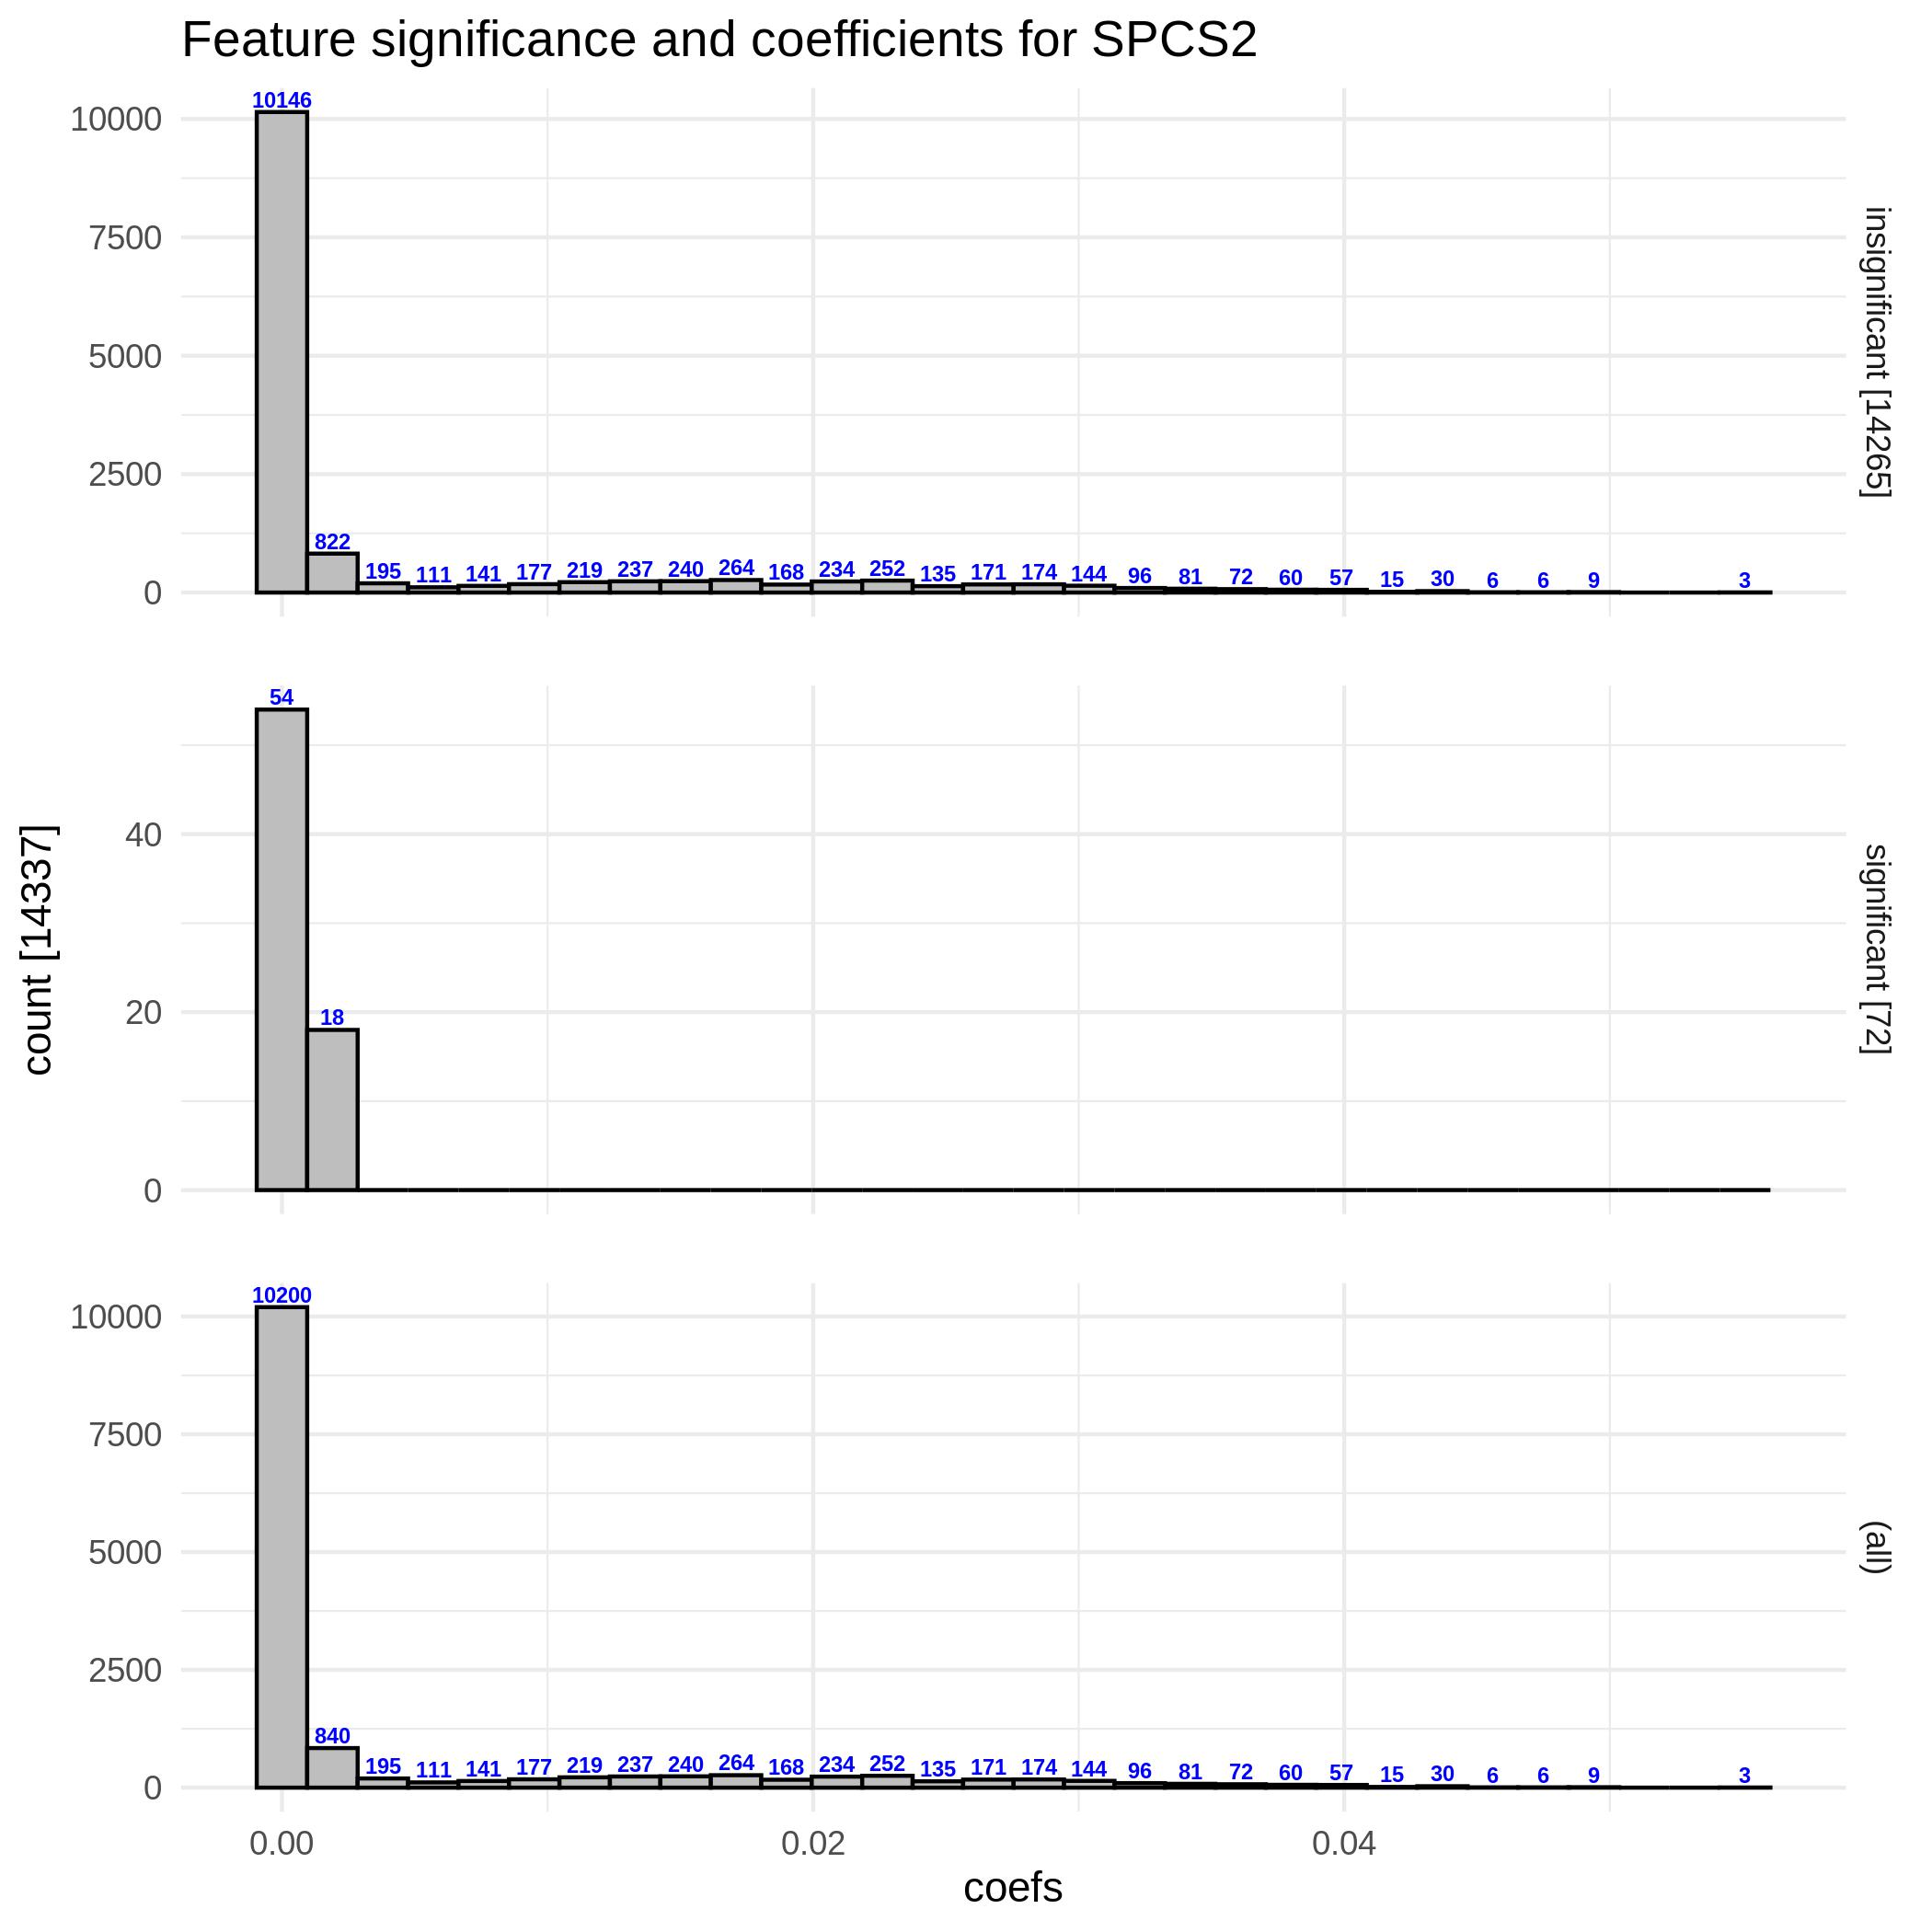 Feature significance and coefficients for SPCS2
10000
7500
5000
2500
0
10146
822
195 111 141 177 219 237 240 264 168 234 252 135 171 174 144 96 81 72 60 57 15 30 6 6 9 3
insignificant [14265]
count [14337]
40
20
0
54
18
significant [72]
10000
7500
5000
2500
0
10200
840
195 111 141 177 219 237 240 264 168 234 252 135 171 174 144 96 81 72 60 57 15 30 6 6 9 3
(all)
0.00 0.02 0.04
coefs